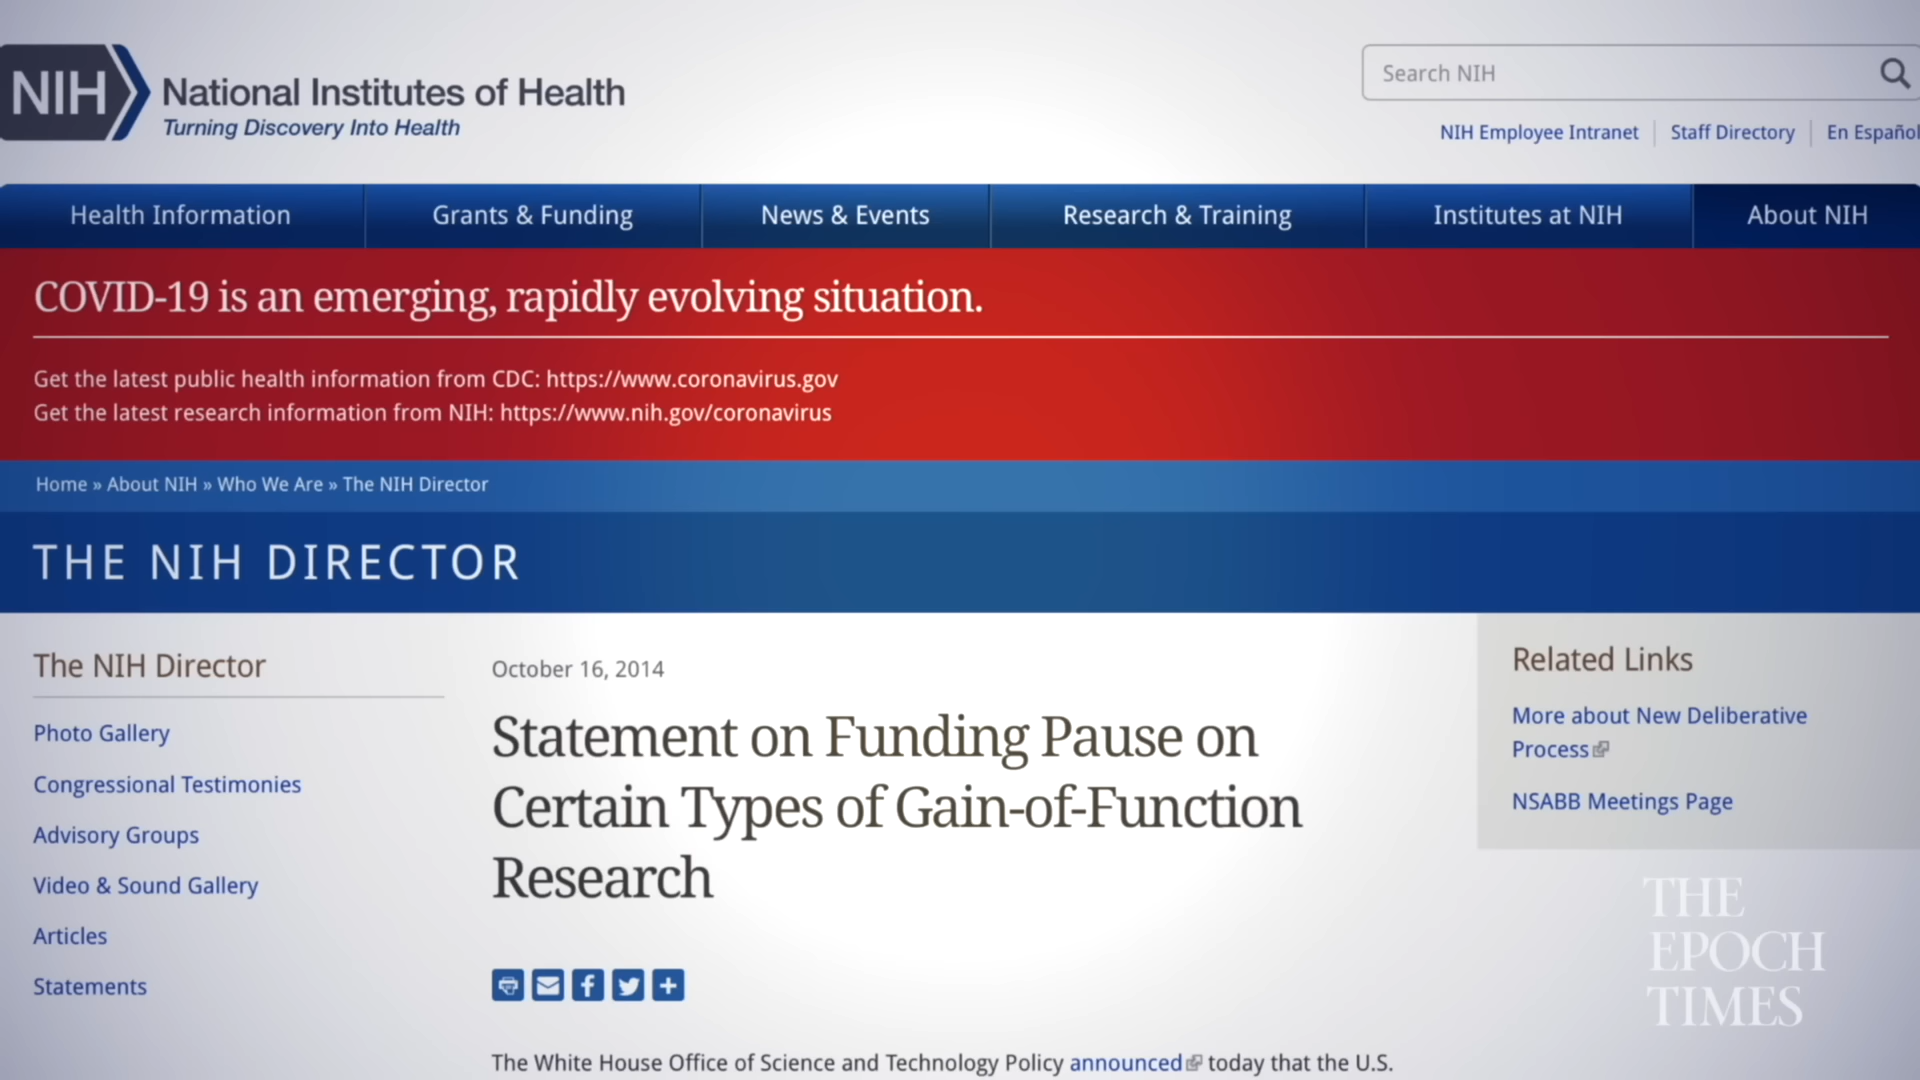 NIH
National Institutes of Health
Turning Discovery Into Health
Search NIH
NIH Employee Intranet
Staff Directory
En Español
Health Information
Grants & Funding
News & Events
Research & Training
Institutes at NIH
About NIH
COVID-19 is an emerging, rapidly evolving situation.
Get the latest public health information from CDC: https://www.coronavirus.gov
Get the latest research information from NIH: https://www.nih.gov/coronavirus
Home » About NIH » Who We Are » The NIH Director
THE NIH DIRECTOR
The NIH Director
Photo Gallery
Congressional Testimonies
Advisory Groups
Video & Sound Gallery
Articles
Statements
October 16, 2014
Statement on Funding Pause on
Certain Types of Gain-of-Function
Research
The White House Office of Science and Technology Policy announced today that the U.S.
Related Links
More about New Deliberative
Process
NSABB Meetings Page
THE
EPOCH
TIMES